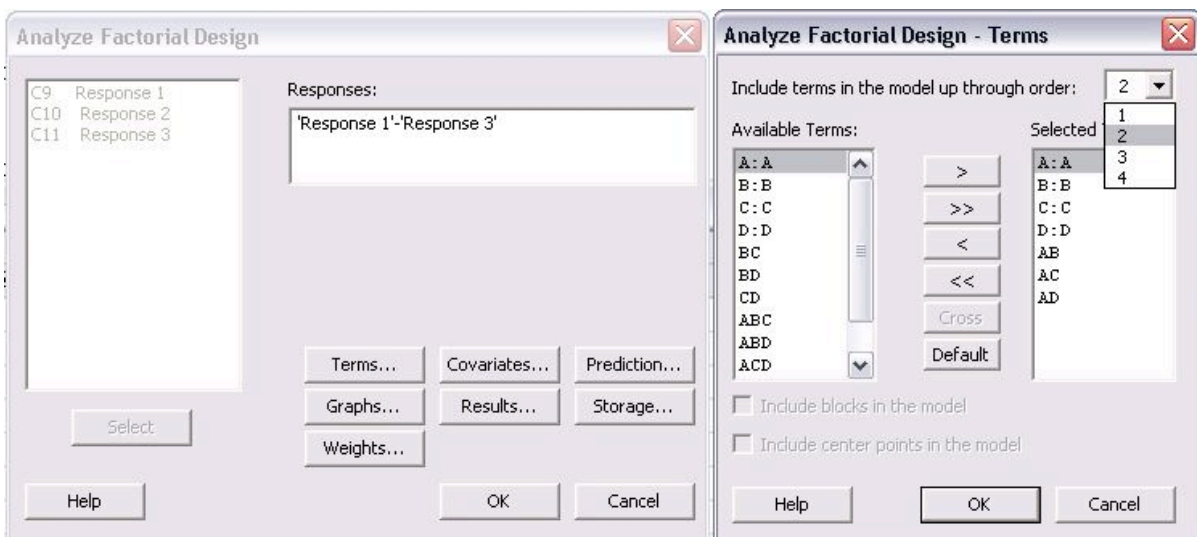 Analyze Factorial Design
C9 Response 1
C10 Response 2
C11 Response 3
Responses:
'Response 1'-'Response 3'
Select
Terms...
Covariates...
Prediction...
Graphs...
Results...
Storage...
Weights...
Help
OK
Cancel
Analyze Factorial Design - Terms
Include terms in the model up through order:
2
1
2
3
4
Available Terms:
A:A
B:B
C:C
D:D
BC
BD
CD
ABC
ABD
ACD
>
>>
<
<<
Cross
Default
Selected
A:A
B:B
C:C
D:D
AB
AC
AD
Include blocks in the model
Include center points in the model
Help
OK
Cancel